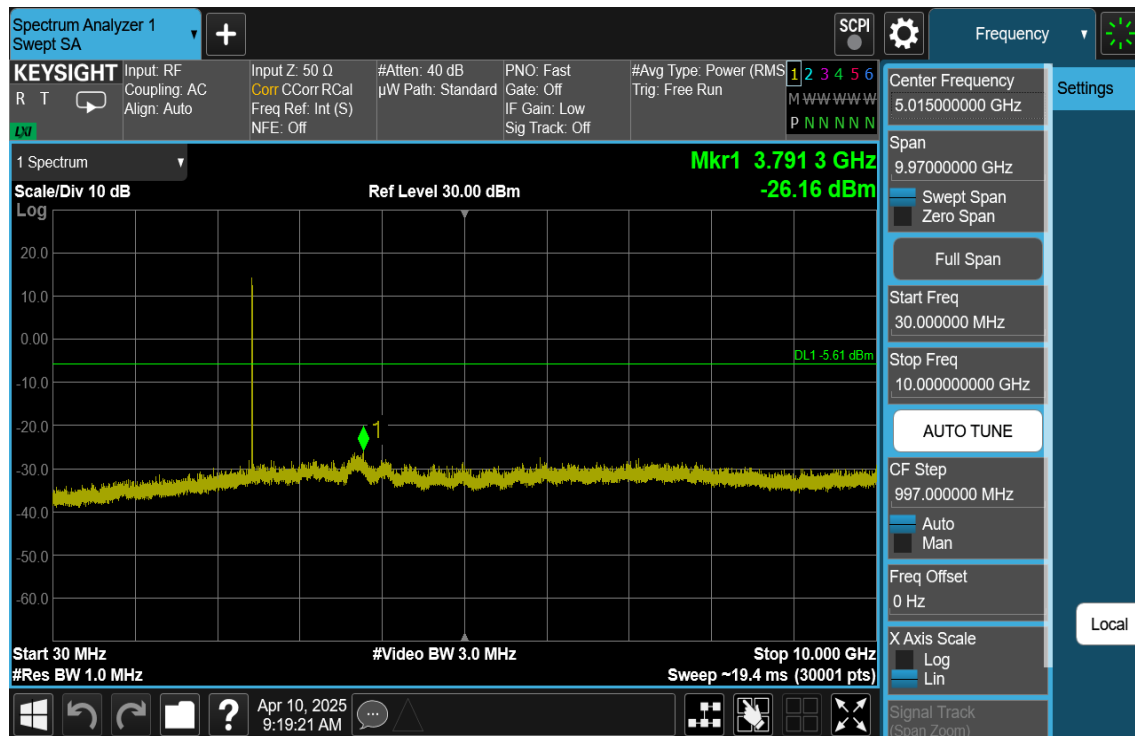 Spectrum Analyzer 1
Swept SA
+
SCPI
Frequency
KEYSIGHT
R T
LXI
Input: RF
Coupling: AC
Align: Auto
Input Z: 50 Ω
Corr CCorr RCal
Freq Ref: Int (S)
NFE: Off
#Atten: 40 dB
µW Path: Standard
PNO: Fast
Gate: Off
IF Gain: Low
Sig Track: Off
#Avg Type: Power (RMS
Trig: Free Run
1 2 3 4 5 6
M W W W W W
P N N N N N
1 Spectrum
Mkr1 3.791 3 GHz
-26.16 dBm
Scale/Div 10 dB
Ref Level 30.00 dBm
Log
20.0
10.0
0.00
DL1 -5.61 dBm
-10.0
-20.0
1
-30.0
-40.0
-50.0
-60.0
Start 30 MHz
#Video BW 3.0 MHz
Stop 10.000 GHz
#Res BW 1.0 MHz
Sweep ~19.4 ms (30001 pts)
Center Frequency
5.015000000 GHz
Span
9.97000000 GHz
Swept Span
Zero Span
Full Span
Start Freq
30.000000 MHz
Stop Freq
10.000000000 GHz
AUTO TUNE
CF Step
997.000000 MHz
Auto
Man
Freq Offset
0 Hz
X Axis Scale
Log
Lin
Signal Track
(Span Zoom)
Settings
Local
?
Apr 10, 2025
9:19:21 AM